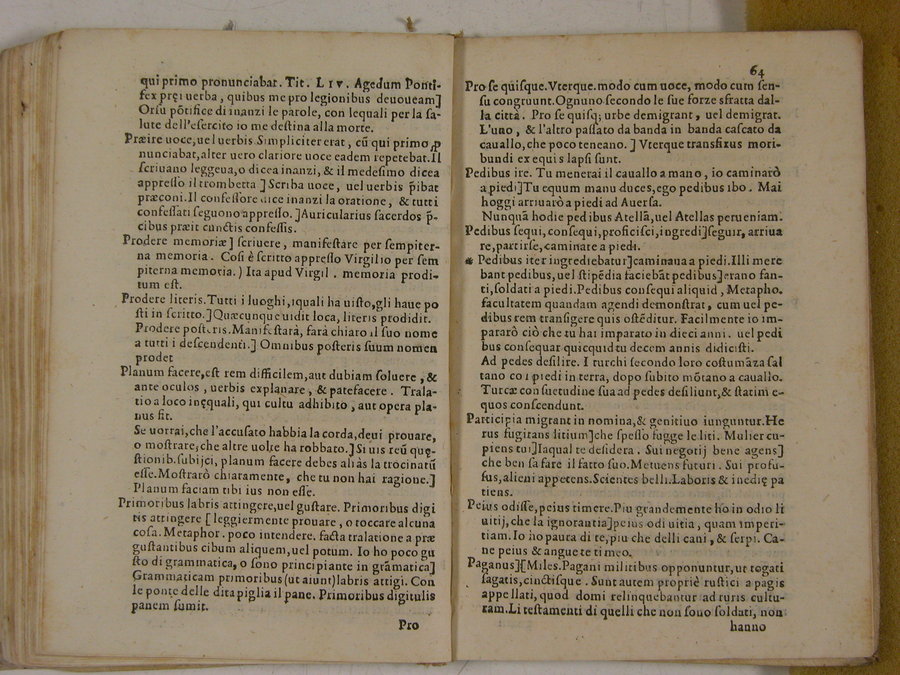 qui primo pronunciabat. Tit. LIV. Agedum Ponti-
fex pręi uerba, quibus me pro legionibus deuoueam]
Orsu põtifice di inanzi le parole, con lequali per la sa-
lute dell'esercito io me destina alla morte.
Præire uoce, uel uerbis Simpliciter erat, cũ qui primo ꝓ
nunciabat, alter uero clariore uoce eadem repetebat. Il
scriuano leggeua, o dicea inanzi, & il medesimo dicea
appresso il trombetta ] Scriba uoce, uel uerbis p̃ibat
præconi. Il confessore dice inanzi la oratione, & tutti
confessati seguono appresso. ]Auricularius sacerdos p̃-
cibus præit cunctis confessis.
Prodere memoriæ] scriuere, manifestare per sempiter-
na memoria. Cosi è scritto appresso Virgilio per sem
piterna memoria.) Ita apud Virgil. memoria prodi-
tum est.
Prodere literis. Tutti i luoghi, iquali ha uisto, gli haue po
sti in scritto. ]Quæcunque uidit loca, literis prodidit.
Prodere posteris. Manifestarà, farà chiaro il suo nome
a tutti i descendenti.] Omnibus posteris suum nomen
prodet
Planum facere, est rem difficilem, aut dubiam soluere, &
ante oculos, uerbis explanare, & patefacere. Trala-
tio a loco inęquali, qui cultu adhibito, aut opera pla-
nus fit.
Se uorrai, che l'accusato habbia la corda, deui prouare,
o mostrare, che altre uolte ha robbato.] Si uis reũ quę-
stionib. subijci, planum facere debes aliàs latrocinatũ
esse. Mostrarò chiaramente, che tu non hai ragione.]
Planum faciam tibi ius non esse.
Primoribus labris attingere, uel gustare. Primoribus digi
tis attingere [ leggiermente prouare, o toccare alcuna
cosa. Metaphor. poco intendere. facta tralatione a præ
gustantibus cibum aliquem, uel potum. Io ho poco gu
sto di grammatica, o sono principiante in grãmatica]
Grammaticam primoribus (ut aiunt) labris attigi. Con
le ponte delle dita piglia il pane. Primoribus digitulis
panem sumit.
Pro
64
Pro se quisque. Vterque. modo cum uoce, modo cum sen-
su congruunt. Ognuno secondo le sue forze sfratta dal-
la città. Pro se quisq; urbe demigrant, uel demigrat.
L'uno, & l'altro passato da banda in banda cascato da
cauallo, che poco teneano. ] Vterque transfixus mori-
bundi ex equis lapsi sunt.
Pedibus ire. Tu menerai il cauallo a mano, io caminarò
a piedi] Tu equum manu duces, ego pedibus ibo. Mai
hoggi arriuarò a piedi ad Auersa.
Nunquã hodie pedibus Atellã, uel Atellas perueniam.
Pedibus sequi, consequi, proficisci, ingredi] seguir, arriua
re, partirse, caminare a piedi.
* Pedibus iter ingrediebatur] caminaua a piedi. Illi mere
bant pedibus, uel stipẽdia faciebãt pedibus] erano fan-
ti, soldati a piedi. Pedibus consequi aliquid, Metapho.
facultatem quandam agendi demonstrat, cum uel pe-
dibus rem transigere quis ostẽditur. Facilmente io im-
pararò ciò che tu hai imparato in dieci anni. uel pedi
bus consequar quicquid tu decem annis didicisti.
Ad pedes desilire. I turchi secondo loro costumãza sal
tano co i piedi in terra, dopo subito mõtano a cauallo.
Turcæ consuetudine sua ad pedes desiliunt, & statim e-
quos conscendunt.
Participia migrant in nomina, & genitiuo iunguntur. He
rus fugitans litium] che spesso fugge le liti. Mulier cu-
piens tui] laqual te desidera. Sui negotij bene agens]
che ben sa fare il fatto suo. Metuens futuri. Sui profu-
sus, alieni appetens. Scientes belli. Laboris & inedię pa
tiens.
Peius odisse, peius timere. Piu grandemente ho in odio li
uitij, che la ignorantia] peius odi uitia, quam imperi-
tiam. Io ho paura di te, piu che delli cani, & serpi. Ca-
ne peius & angue te timeo.
Paganus][Miles. Pagani militibus opponuntur, ut togati
sagatis, cinctisque. Sunt autem propriè rustici a pagis
appellati, quod domi relinquebantur ad ruris cultu-
ram. Li testamenti di quelli che non sono soldati, non
hanno